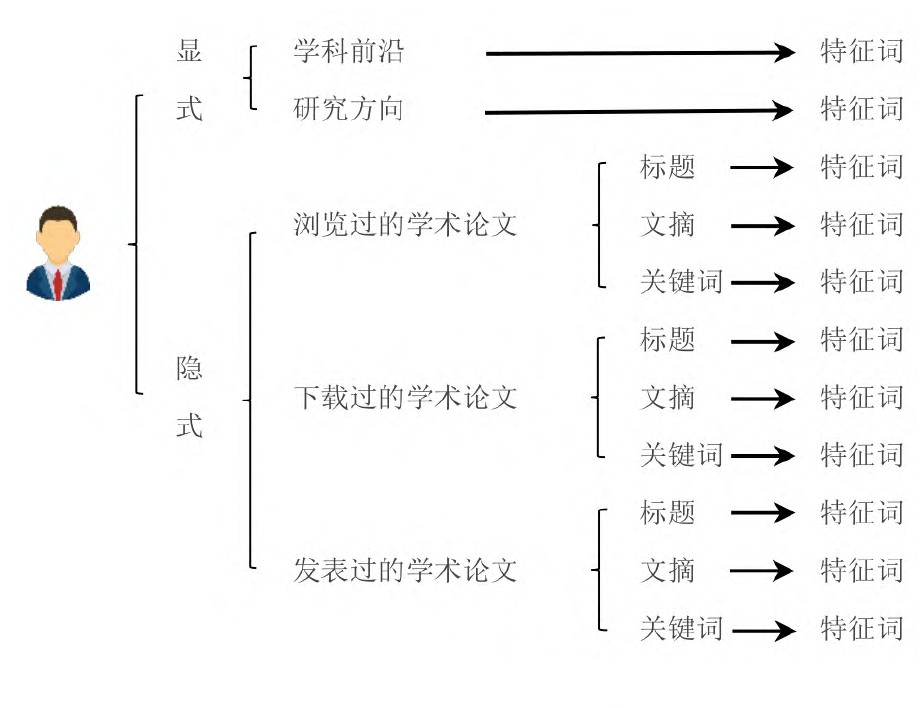 显 学科前沿 特征词
式 研究方向 特征词
标题 特征词
浏览过的学术论文 文摘 特征词
关键词 特征词
标题 特征词
隐
下载过的学术论文 文摘 特征词
式
关键词 特征词
标题 特征词
发表过的学术论文 文摘 特征词
关键词 特征词